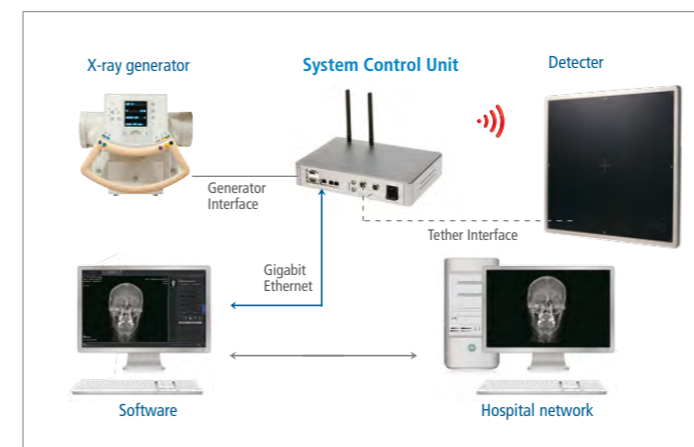 X-ray generator
System Control Unit
Detecter
Generator
Interface
Tether Interface
Gigabit
Ethernet
Software
Hospital network